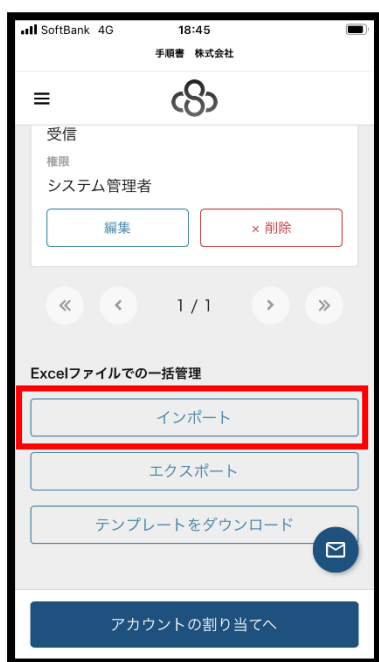 SoftBank 4G 18:45
手順書 株式会社
受信
権限
システム管理者
編集 × 削除
« ‹ 1 / 1 › »
Excelファイルでの一括管理
インポート
エクスポート
テンプレートをダウンロード
アカウントの割り当てへ